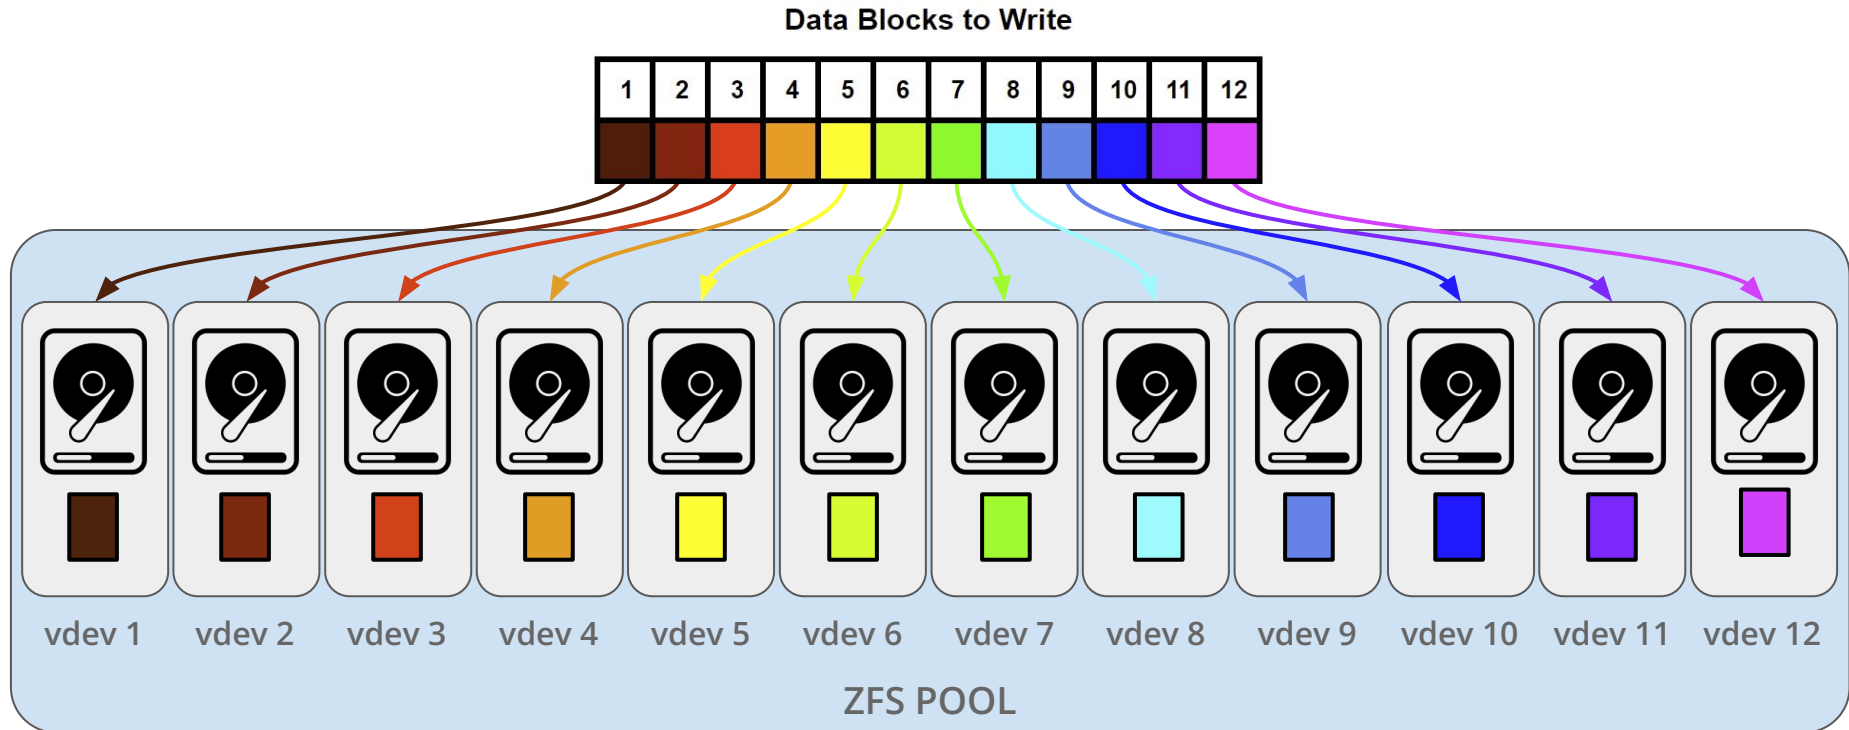 Data Blocks to Write
1 2 3 4 5 6 7 8 9 10 11 12
vdev 1 vdev 2 vdev 3 vdev 4 vdev 5 vdev 6 vdev 7 vdev 8 vdev 9 vdev 10 vdev 11 vdev 12
ZFS POOL